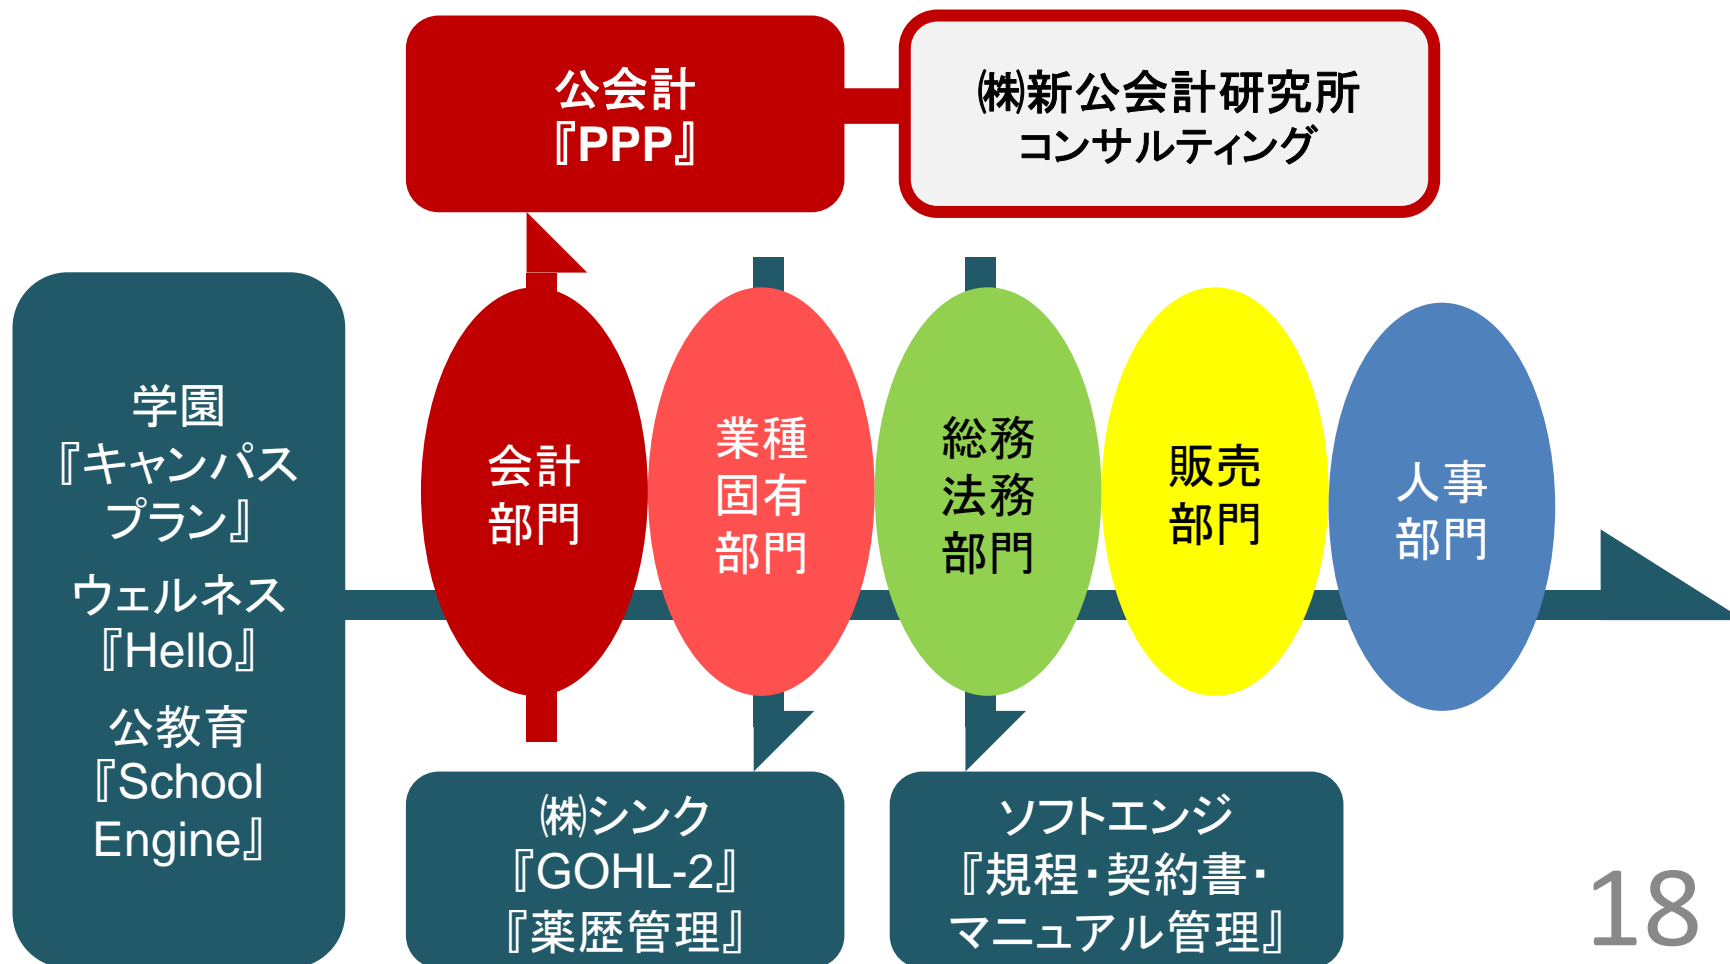 公会計
『PPP』
㈱新公会計研究所
コンサルティング
学園
『キャンパス
プラン』
ウェルネス
『Hello』
公教育
『School
Engine』
会計
部門
業種
固有
部門
総務
法務
部門
販売
部門
人事
部門
㈱シンク
『GOHL-2』
『薬歴管理』
ソフトエンジ
『規程・契約書・
マニュアル管理』
18